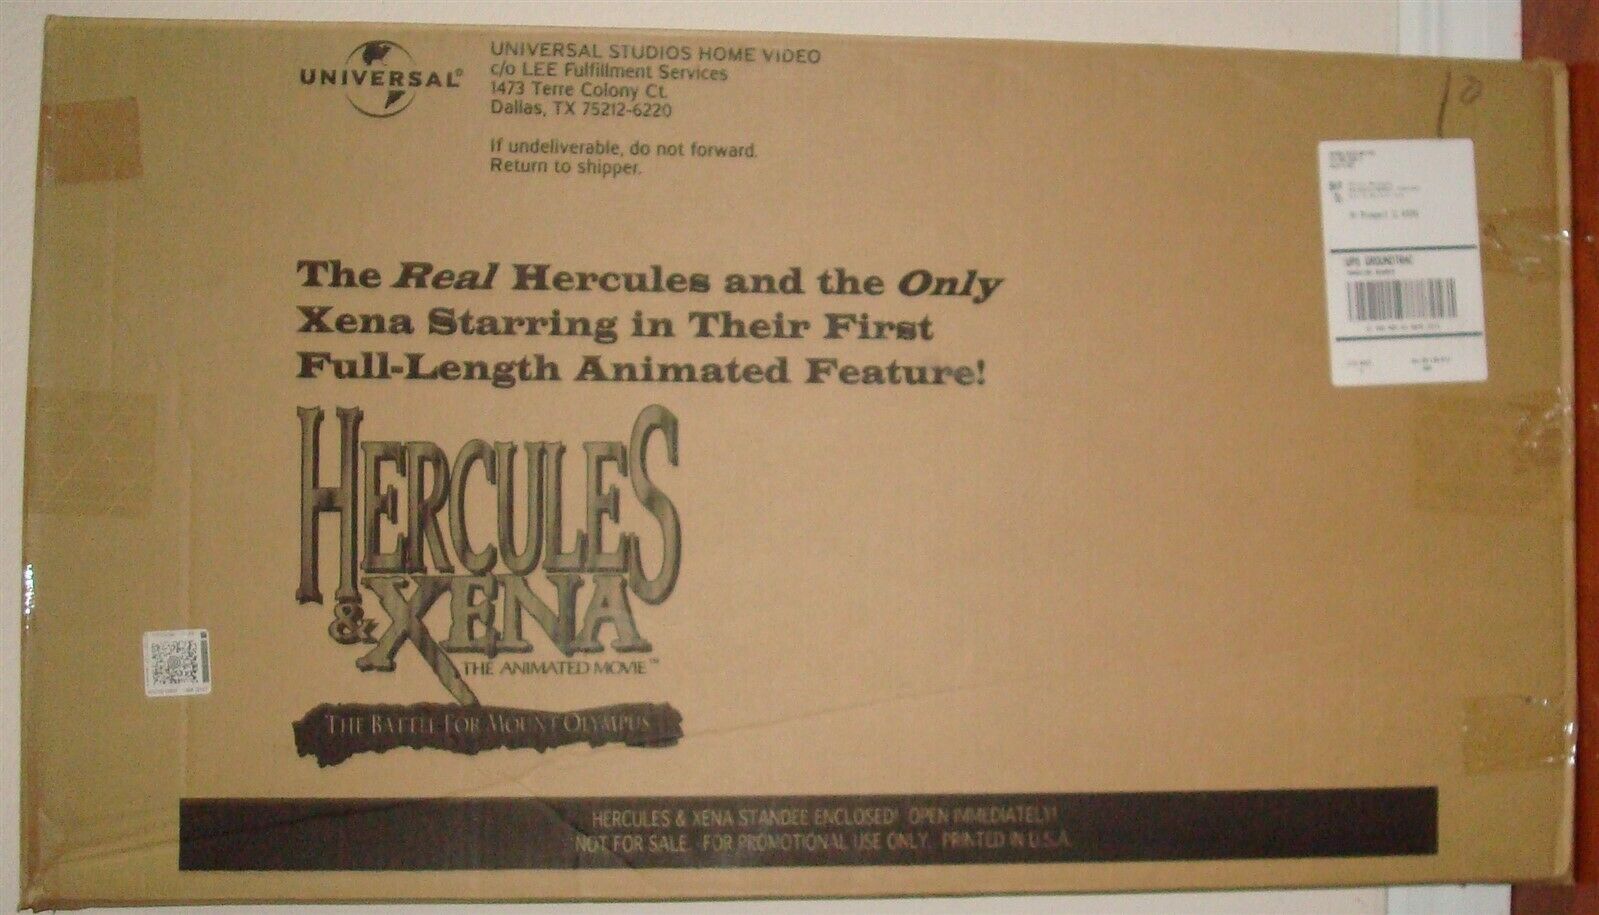 UNIVERSAL®
UNIVERSAL STUDIOS HOME VIDEO
c/o LEE Fulfillment Services
1473 Terre Colony Ct.
Dallas, TX 75212-6220
If undeliverable, do not forward.
Return to shipper.
10
UPS GROUNDTRAC
The Real Hercules and the Only
Xena Starring in Their First
Full-Length Animated Feature!
HERCULES
& XENA
THE ANIMATED MOVIE™
THE BATTLE FOR MOUNT OLYMPUS
HERCULES & XENA STANDEE ENCLOSED! OPEN IMMEDIATELY!
NOT FOR SALE. FOR PROMOTIONAL USE ONLY. PRINTED IN U.S.A.